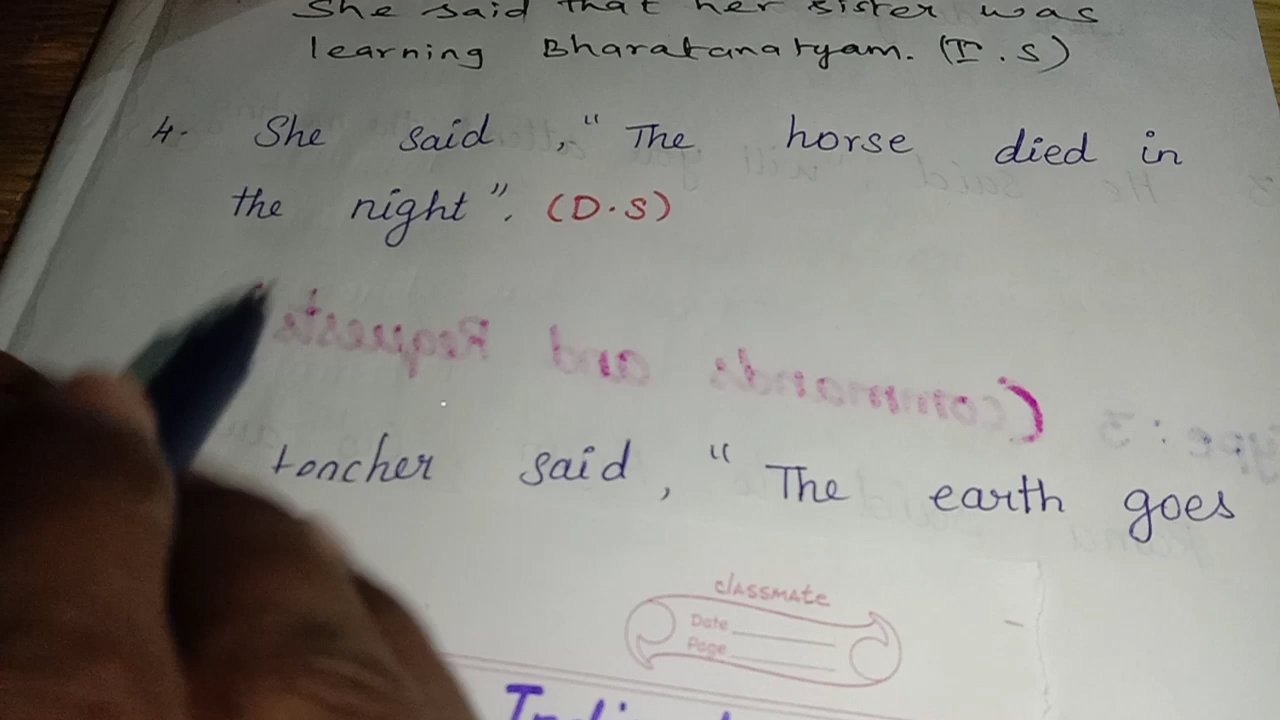 She said that her sister was
learning Bharatanatyam. (I.S)
4. She said, "The horse died in
the night". (D.S)
teacher said, "The earth goes
classmate
Date
Page